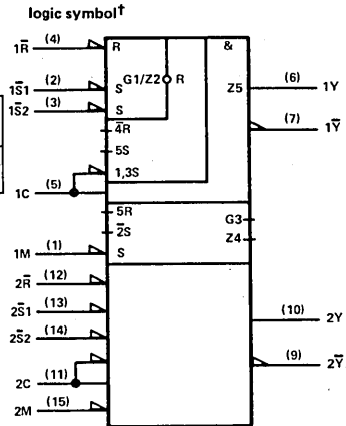 logic symbol†
1R̅ (4) R &
1S̅1 (2) S G1/Z2 R Z5 (6) 1Y
1S̅2 (3) S
4̅R (7) 1Y̅
5S
1,3S
1C (5)
5R G3
2̅S Z4
1M (1) S
2R̅ (12)
2S̅1 (13) (10) 2Y
2S̅2 (14)
(9) 2Y̅
2C (11)
2M (15)